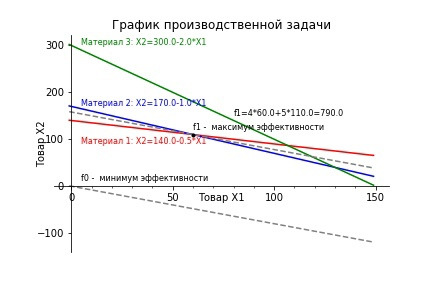 График производственной задачи
300
Материал 3: X2=300.0-2.0*X1
200
Материал 2: X2=170.0-1.0*X1
f1=4*60.0+5*110.0=790.0
f1 -  максимум эффективности
100
Материал 1: X2=140.0-0.5*X1
Товар X2
f0 -  минимум эффективности
0
0
50
Товар X1
100
150
−100